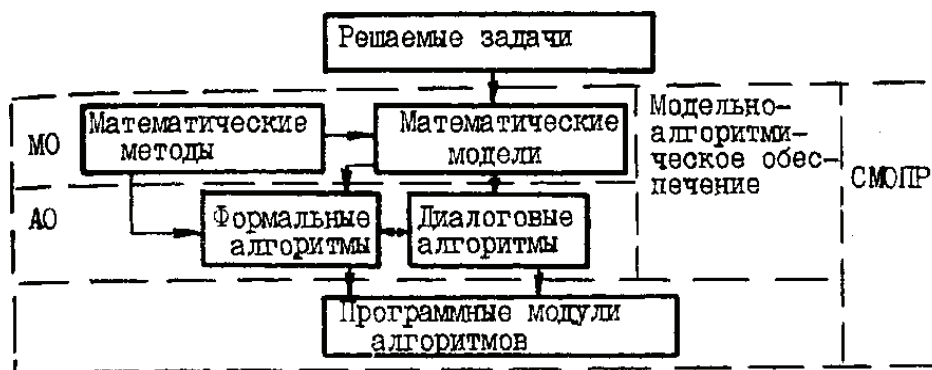 Решаемые задачи
МО
Математические
методы
Математические
модели
Модельно-
алгоритми-
ческое обес-
печение
СМОПР
АО
Формальные
алгоритмы
Диалоговые
алгоритмы
Программные модули
алгоритмов